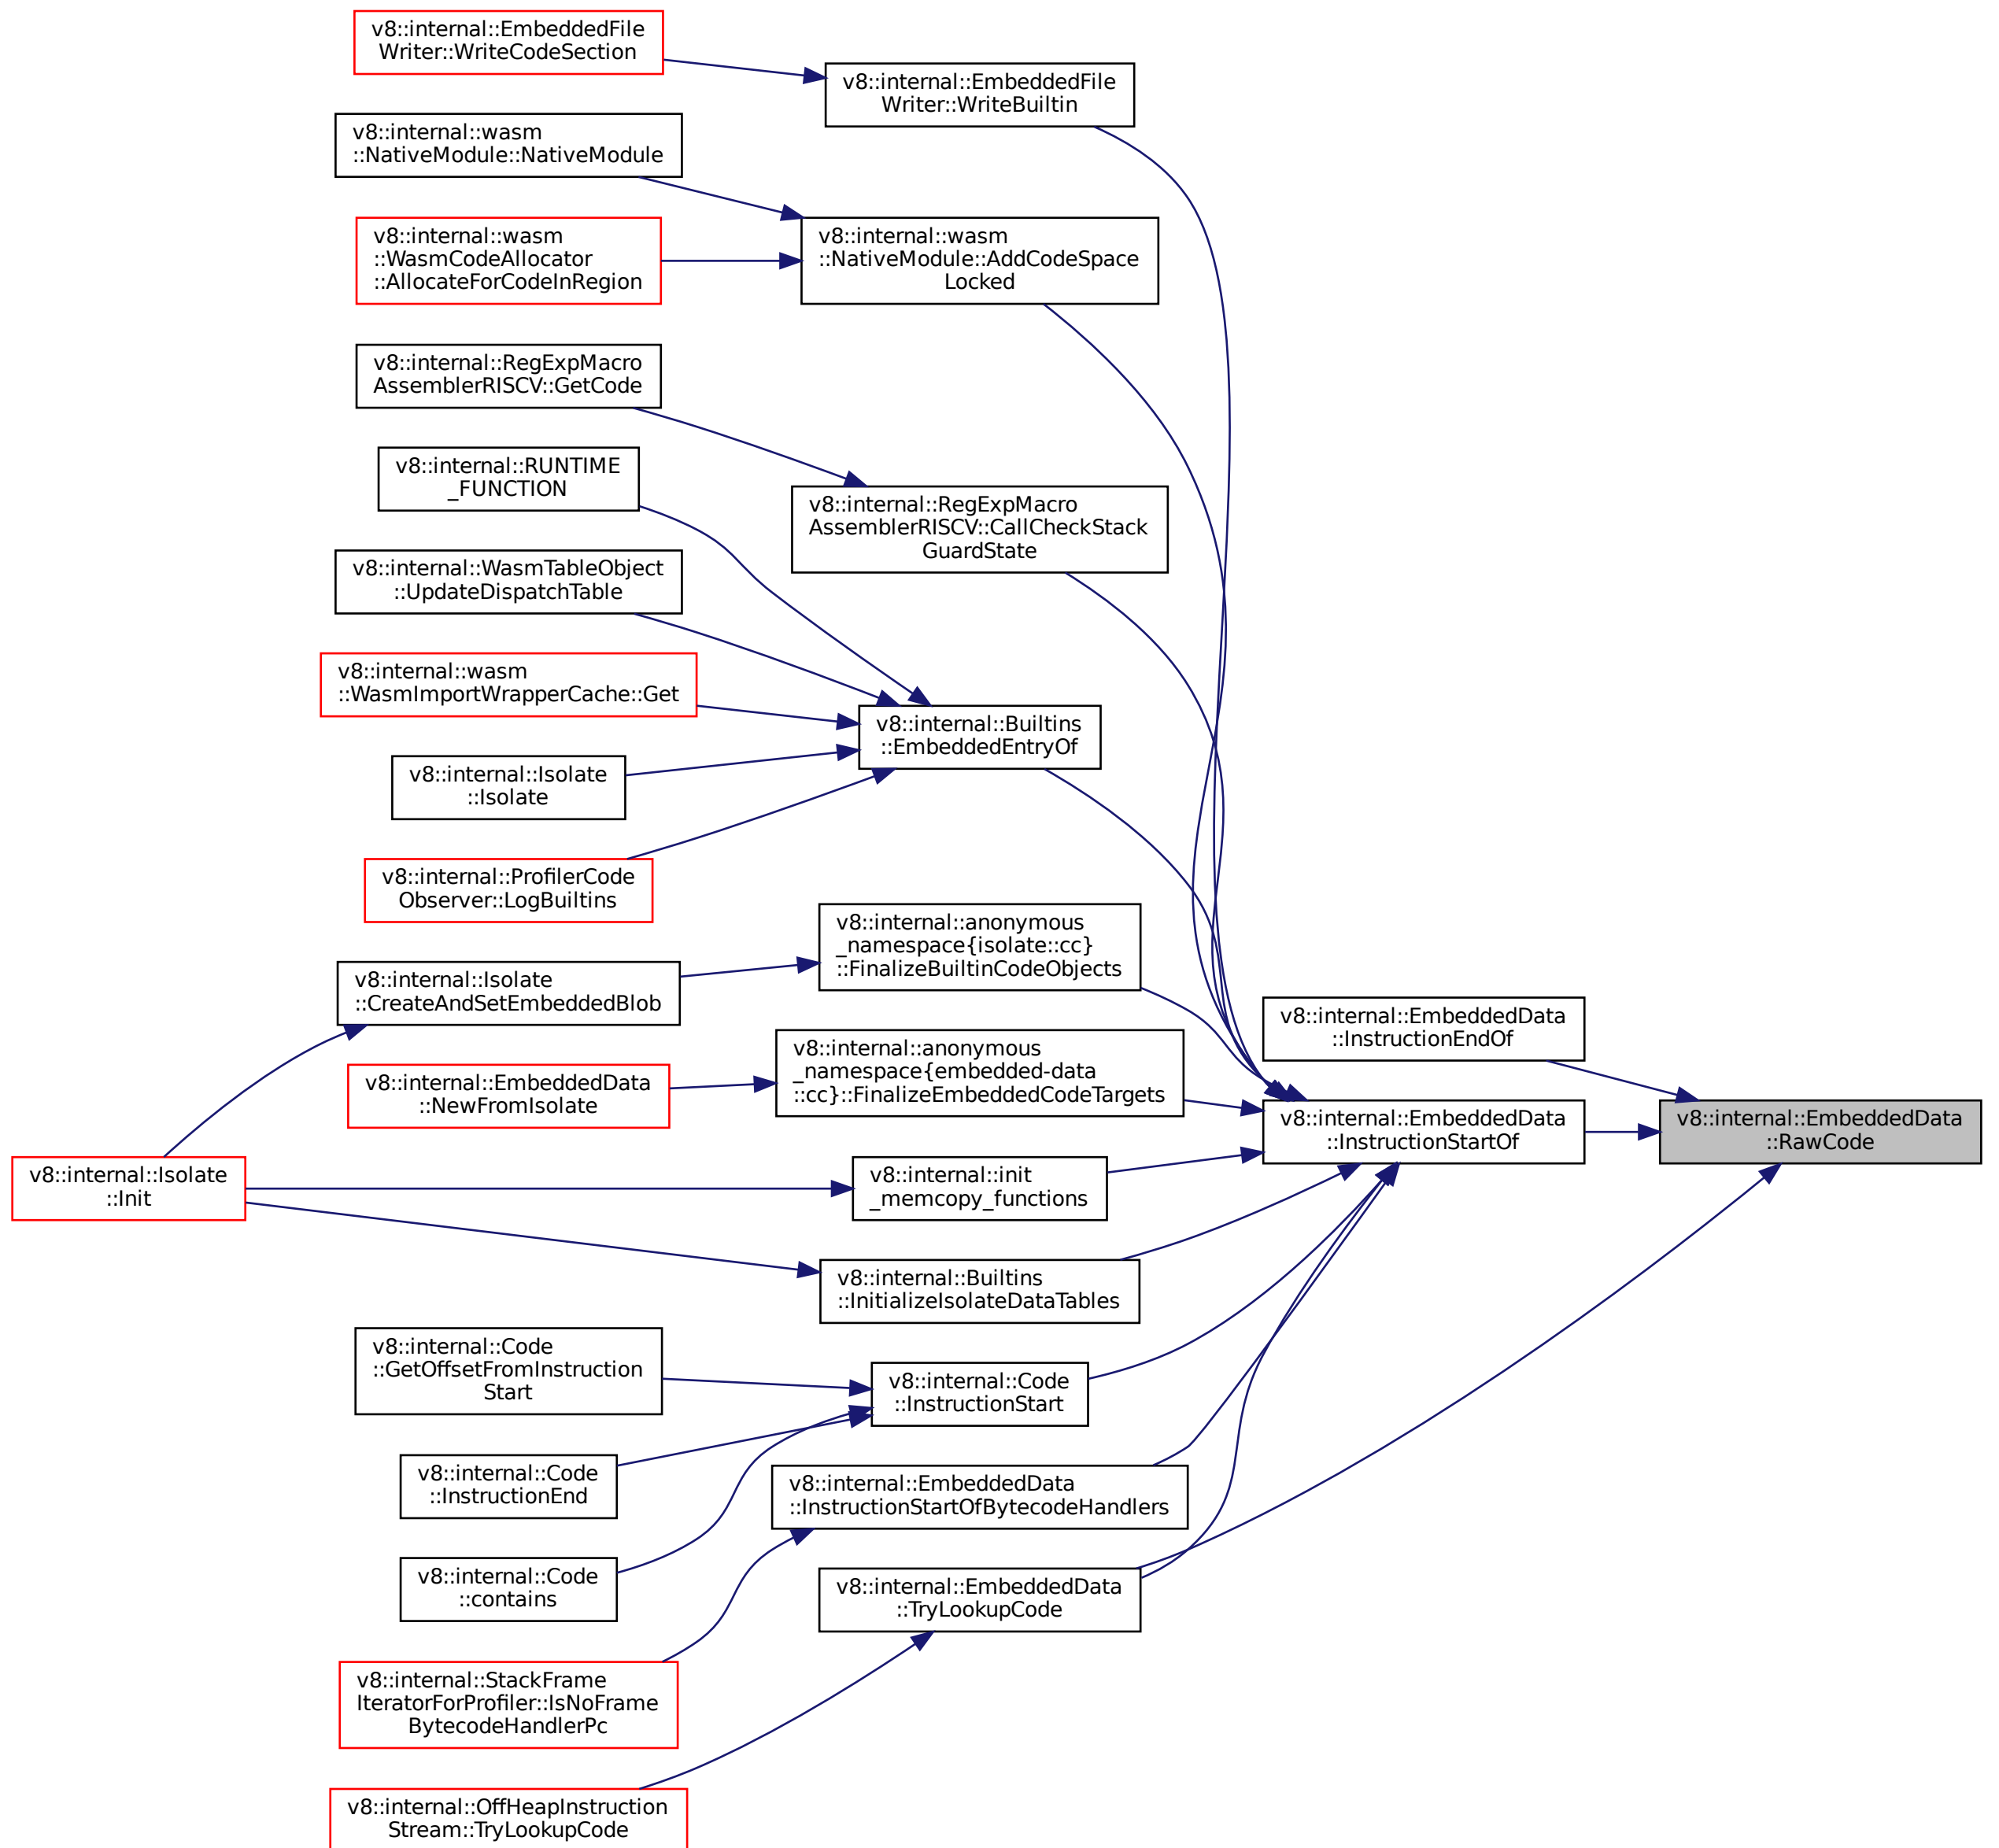 v8::internal::EmbeddedFile
Writer::WriteCodeSection
v8::internal::EmbeddedFile
Writer::WriteBuiltin
v8::internal::wasm
::NativeModule::NativeModule
v8::internal::wasm
::WasmCodeAllocator
::AllocateForCodeInRegion
v8::internal::wasm
::NativeModule::AddCodeSpace
Locked
v8::internal::RegExpMacro
AssemblerRISCV::GetCode
v8::internal::RUNTIME
_FUNCTION
v8::internal::RegExpMacro
AssemblerRISCV::CallCheckStack
GuardState
v8::internal::WasmTableObject
::UpdateDispatchTable
v8::internal::wasm
::WasmImportWrapperCache::Get
v8::internal::Builtins
::EmbeddedEntryOf
v8::internal::Isolate
::Isolate
v8::internal::ProfilerCode
Observer::LogBuiltins
v8::internal::anonymous
_namespace{isolate::cc}
::FinalizeBuiltinCodeObjects
v8::internal::Isolate
::CreateAndSetEmbeddedBlob
v8::internal::EmbeddedData
::InstructionEndOf
v8::internal::anonymous
_namespace{embedded-data
::cc}::FinalizeEmbeddedCodeTargets
v8::internal::EmbeddedData
::NewFromIsolate
v8::internal::EmbeddedData
::InstructionStartOf
v8::internal::EmbeddedData
::RawCode
v8::internal::Isolate
::Init
v8::internal::init
_memcopy_functions
v8::internal::Builtins
::InitializeIsolateDataTables
v8::internal::Code
::GetOffsetFromInstruction
Start
v8::internal::Code
::InstructionStart
v8::internal::Code
::InstructionEnd
v8::internal::EmbeddedData
::InstructionStartOfBytecodeHandlers
v8::internal::Code
::contains
v8::internal::EmbeddedData
::TryLookupCode
v8::internal::StackFrame
IteratorForProfiler::IsNoFrame
BytecodeHandlerPc
v8::internal::OffHeapInstruction
Stream::TryLookupCode